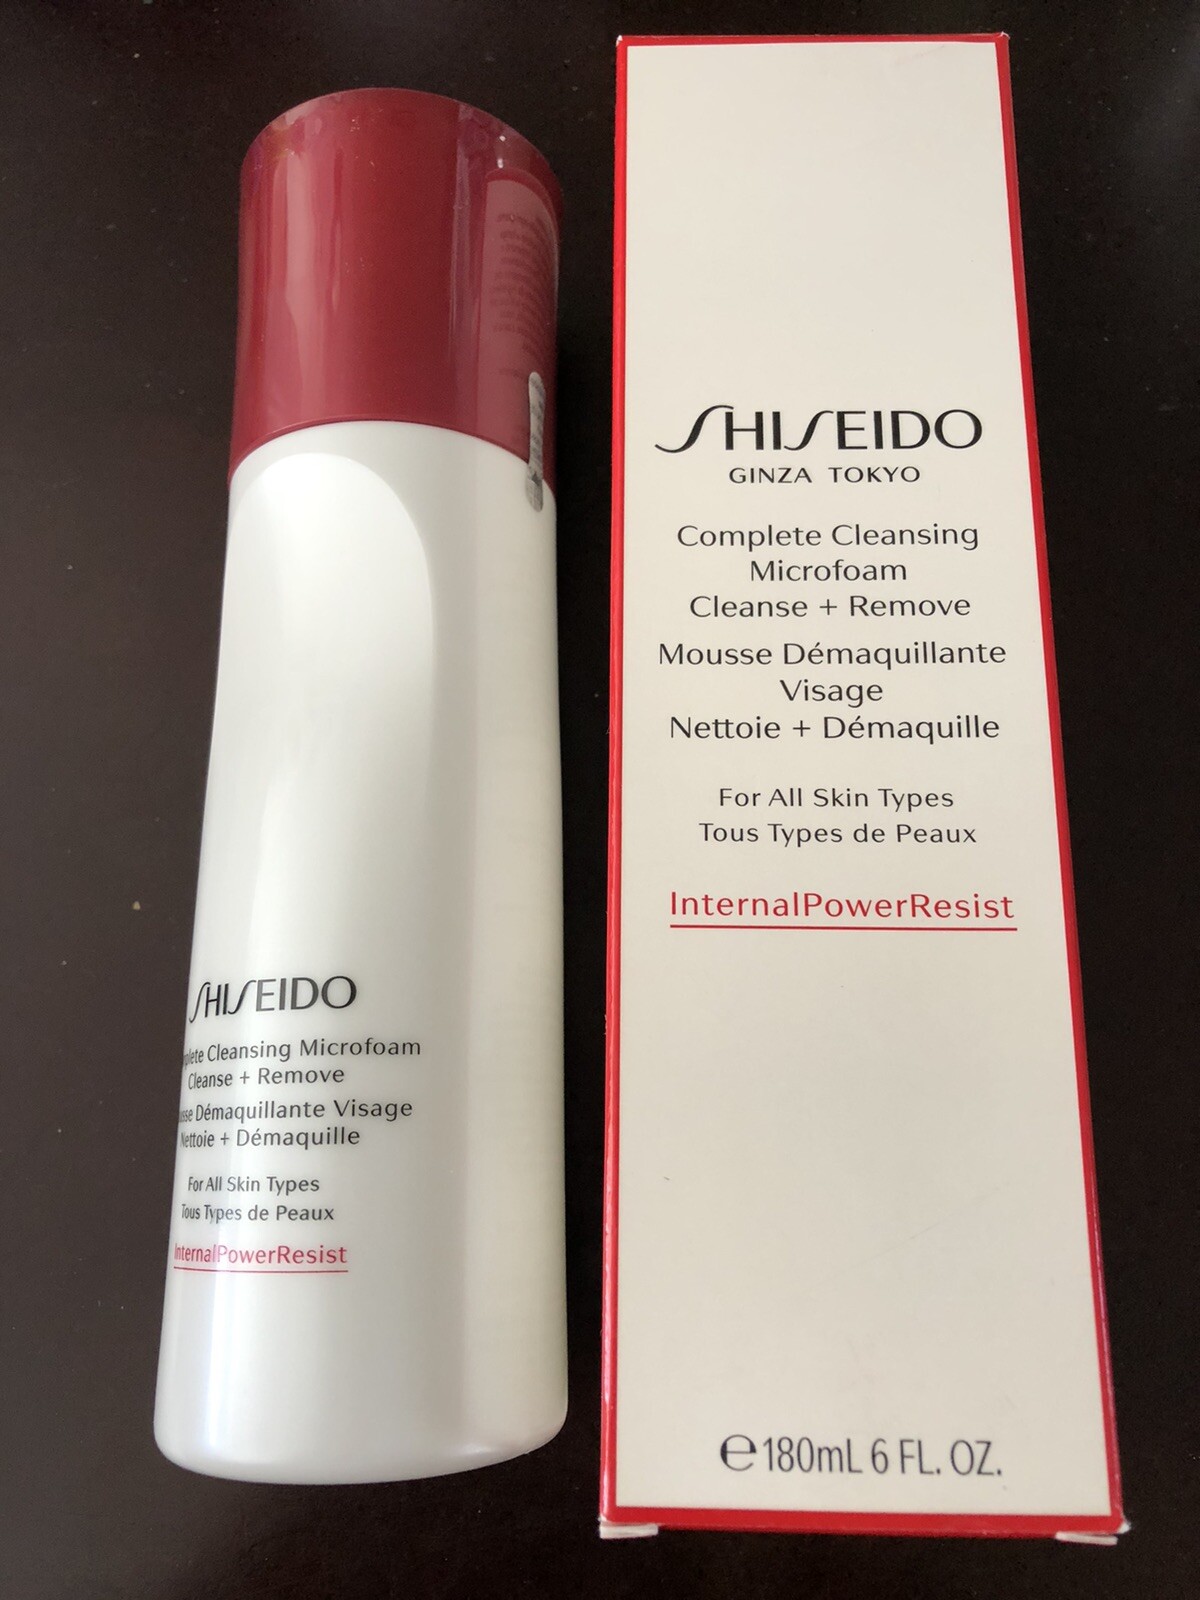 SHISEIDO
Cleansing Microfoam
Cleanse + Remove
Démaquillante Visage
Nettoie + Démaquille
For All Skin Types
Tous Types de Peaux
InternalPowerResist
SHISEIDO
GINZA TOKYO
Complete Cleansing
Microfoam
Cleanse + Remove
Mousse Démaquillante
Visage
Nettoie + Démaquille
For All Skin Types
Tous Types de Peaux
InternalPowerResist
℮180mL 6 FL. OZ.